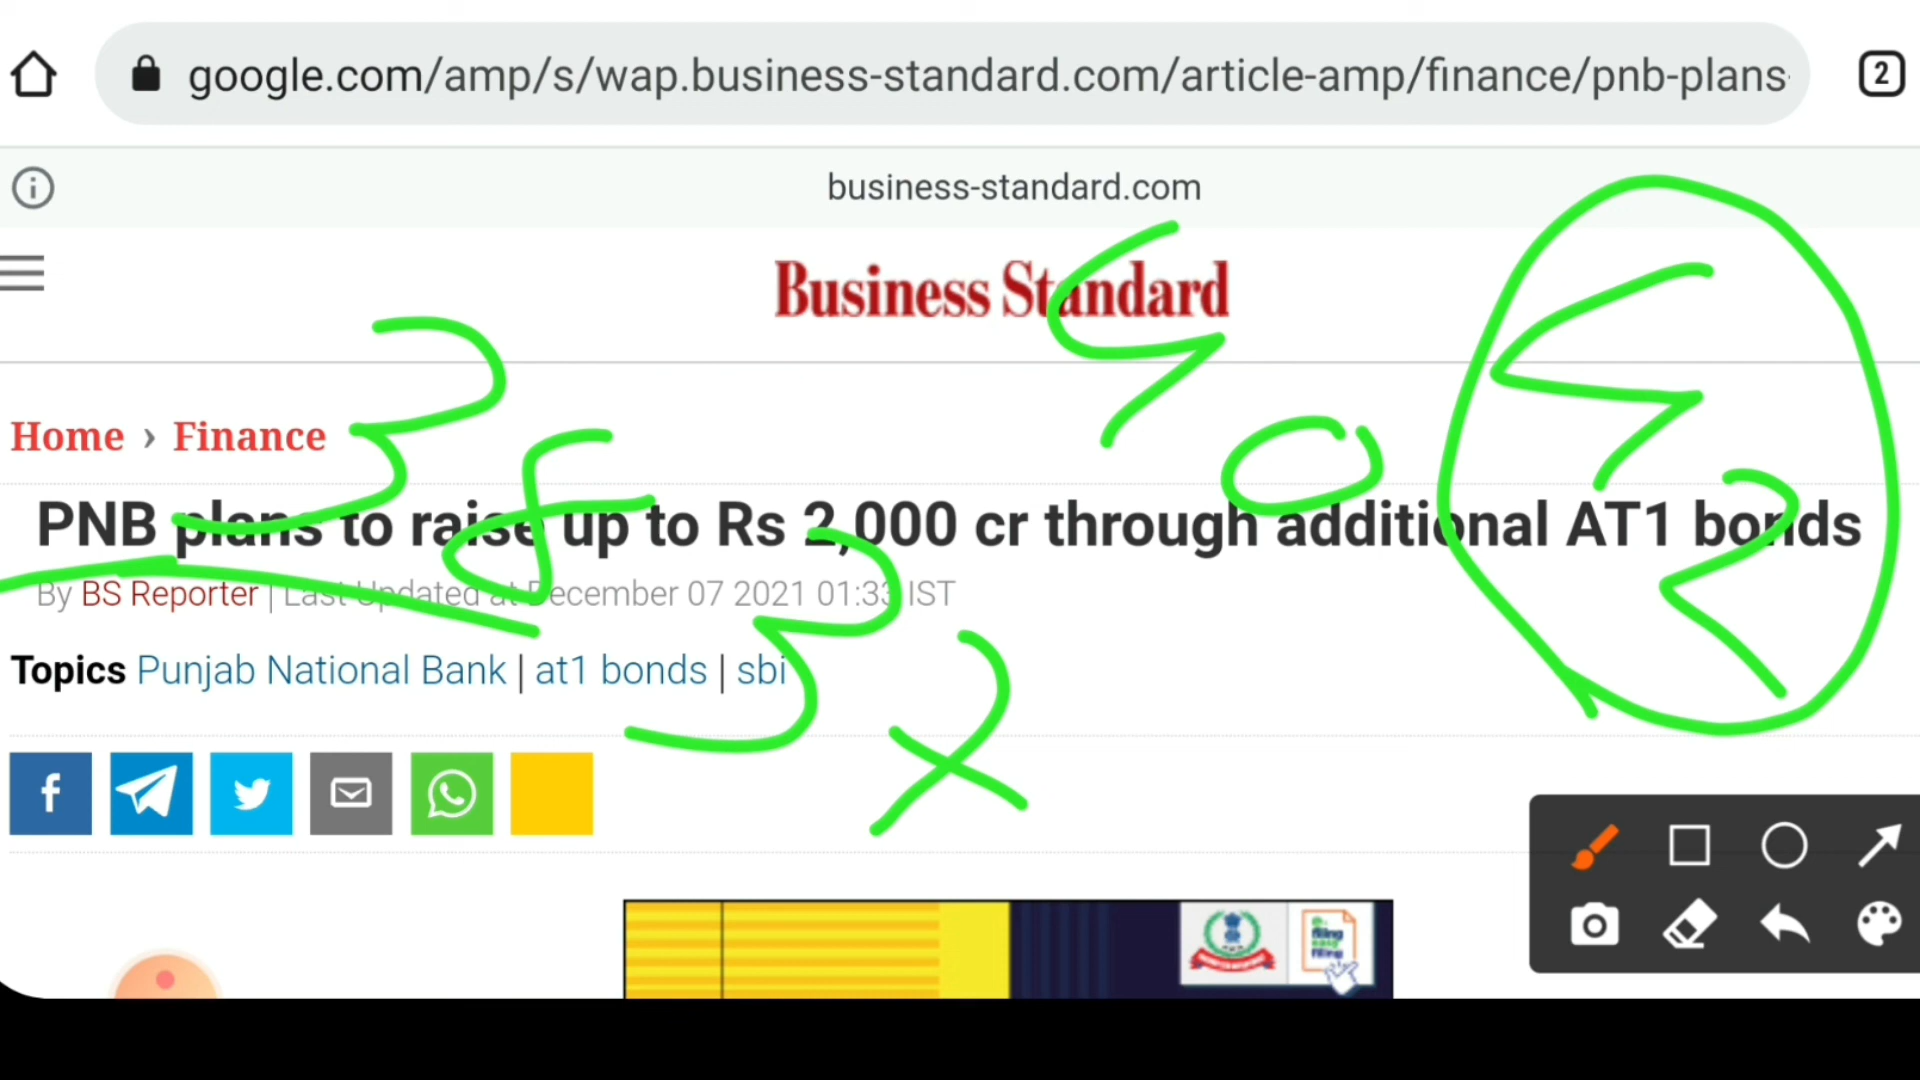 google.com/amp/s/wap.business-standard.com/article-amp/finance/pnb-plans
2
business-standard.com
Business Standard
Home › Finance
PNB plans to raise up to Rs 2,000 cr through additional AT1 bonds
By BS Reporter | Last Updated at December 07 2021 01:33 IST
Topics Punjab National Bank | at1 bonds | sbi